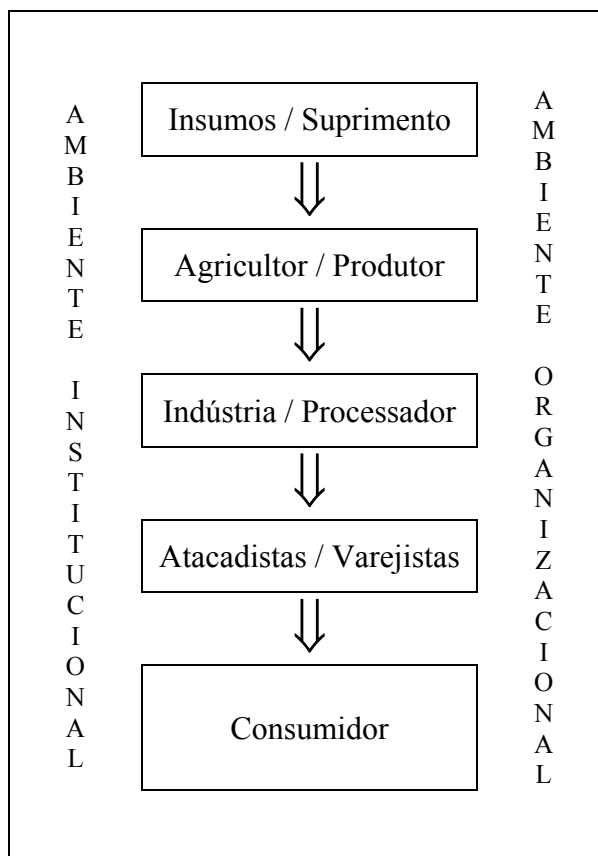 AMBIENTE INSTITUCIONAL
Insumos / Suprimento
Agricultor / Produtor
Indústria / Processador
Atacadistas / Varejistas
Consumidor
AMBIENTE ORGANIZACIONAL